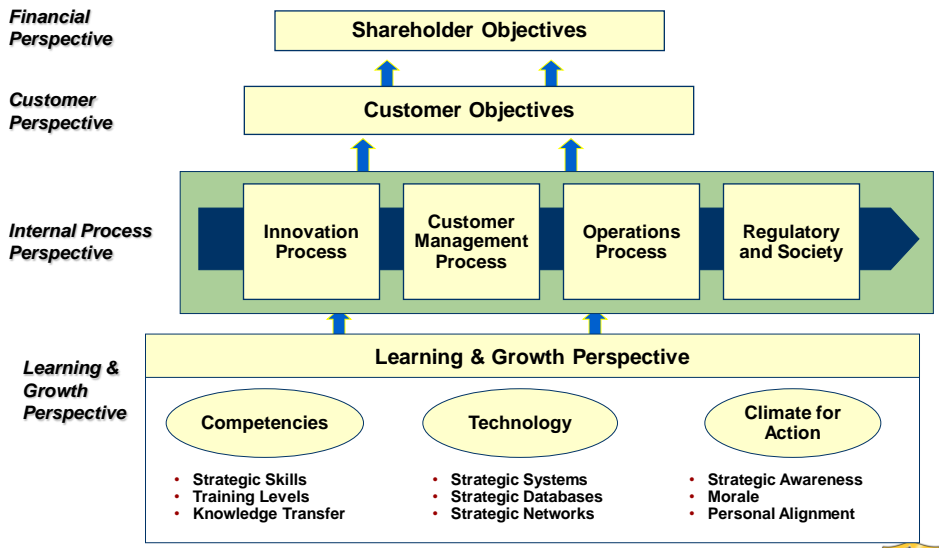 Financial
Perspective
Shareholder Objectives
Customer
Perspective
Customer Objectives
Internal Process
Perspective
Innovation
Process
Customer
Management
Process
Operations
Process
Regulatory
and Society
Learning &
Growth
Perspective
Learning & Growth Perspective
Competencies
• Strategic Skills
• Training Levels
• Knowledge Transfer
Technology
• Strategic Systems
• Strategic Databases
• Strategic Networks
Climate for
Action
• Strategic Awareness
• Morale
• Personal Alignment